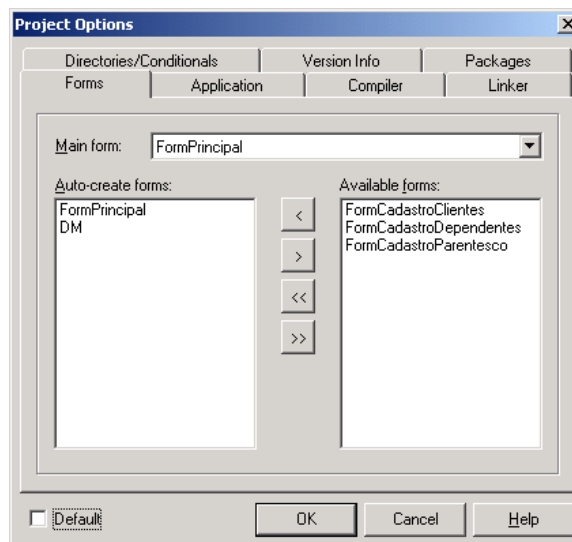 Project Options
Directories/Conditionals Version Info Packages
Forms Application Compiler Linker
Main form: FormPrincipal
Auto-create forms: Available forms:
FormPrincipal FormCadastroClientes
DM FormCadastroDependentes
FormCadastroParentesco
<
>
<<
>>
Default OK Cancel Help